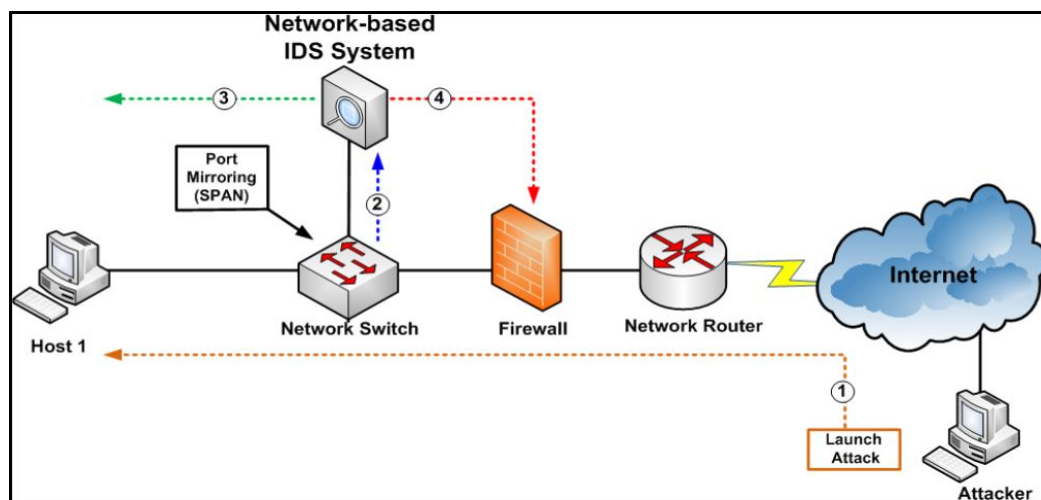 Network-based
IDS System
3
4
Port
Mirroring
(SPAN)
2
Internet
Network Switch
Firewall
Network Router
Host 1
1
Launch
Attack
Attacker